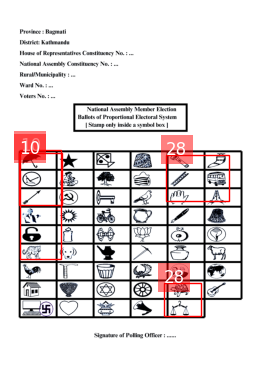 Province : Bagmati
District: Kathmandu
House of Representatives Constituency No. : ...
National Assembly Constituency No. : ...
Rural/Municipality : ...
Ward No. : ...
Voters No. : ...
National Assembly Member Election
Ballots of Proportional Electoral System
[ Stamp only inside a symbol box ]
10
28
28
Signature of Polling Officer : ......